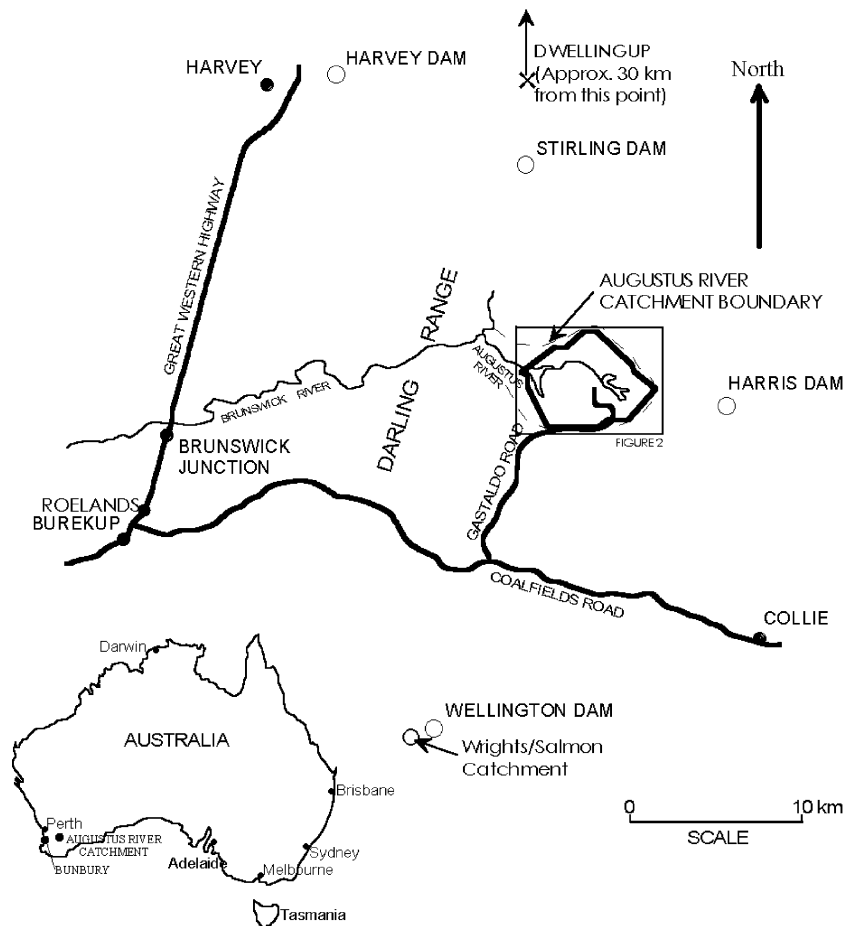 DWELLINGUP
(Approx. 30 km
from this point)
HARVEY
HARVEY DAM
North
STIRLING DAM
GREAT WESTERN HIGHWAY
DARLING RANGE
AUGUSTUS RIVER
CATCHMENT BOUNDARY
AUGUSTUS
RIVER
BRUNSWICK RIVER
HARRIS DAM
FIGURE 2
BRUNSWICK
JUNCTION
GASTALDO ROAD
ROELANDS
BUREKUP
COALFIELDS ROAD
COLLIE
Darwin
AUSTRALIA
WELLINGTON DAM
Wrights/Salmon
Catchment
Brisbane
Perth
AUGUSTUS RIVER
CATCHMENT
BUNBURY
Adelaide
Sydney
Melbourne
Tasmania
0 10 km
SCALE